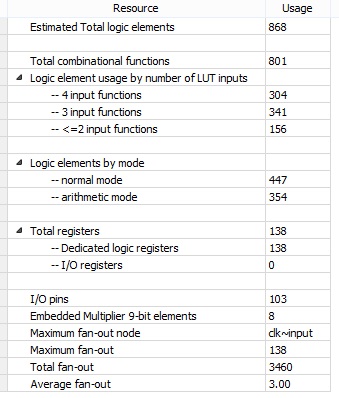 Resource Usage
Estimated Total logic elements 868
Total combinational functions 801
Logic element usage by number of LUT inputs
-- 4 input functions 304
-- 3 input functions 341
-- <=2 input functions 156
Logic elements by mode
-- normal mode 447
-- arithmetic mode 354
Total registers 138
-- Dedicated logic registers 138
-- I/O registers 0
I/O pins 103
Embedded Multiplier 9-bit elements 8
Maximum fan-out node clk~input
Maximum fan-out 138
Total fan-out 3460
Average fan-out 3.00